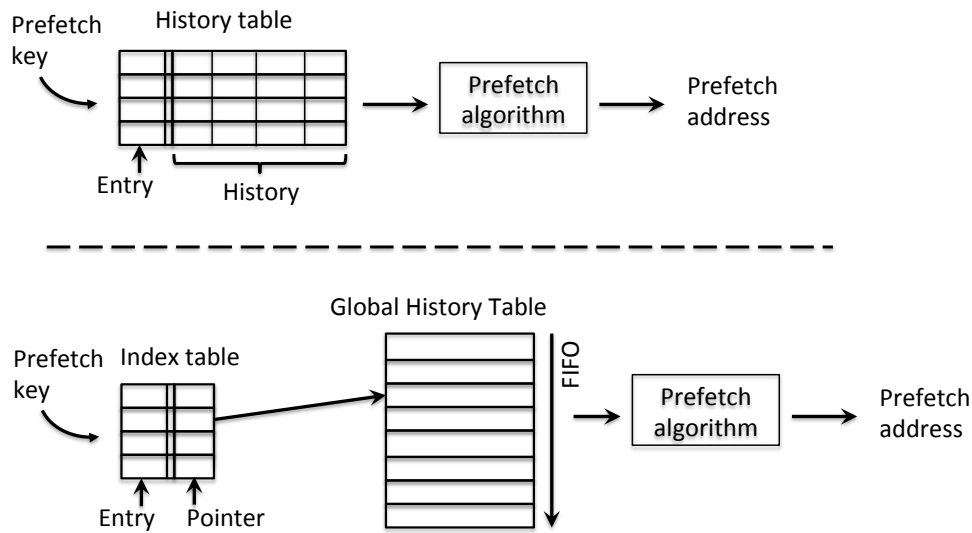 Prefetch
key
History table
Entry
History
Prefetch
algorithm
Prefetch
address
Global History Table
Prefetch
key
Index table
Entry
Pointer
FIFO
Prefetch
algorithm
Prefetch
address